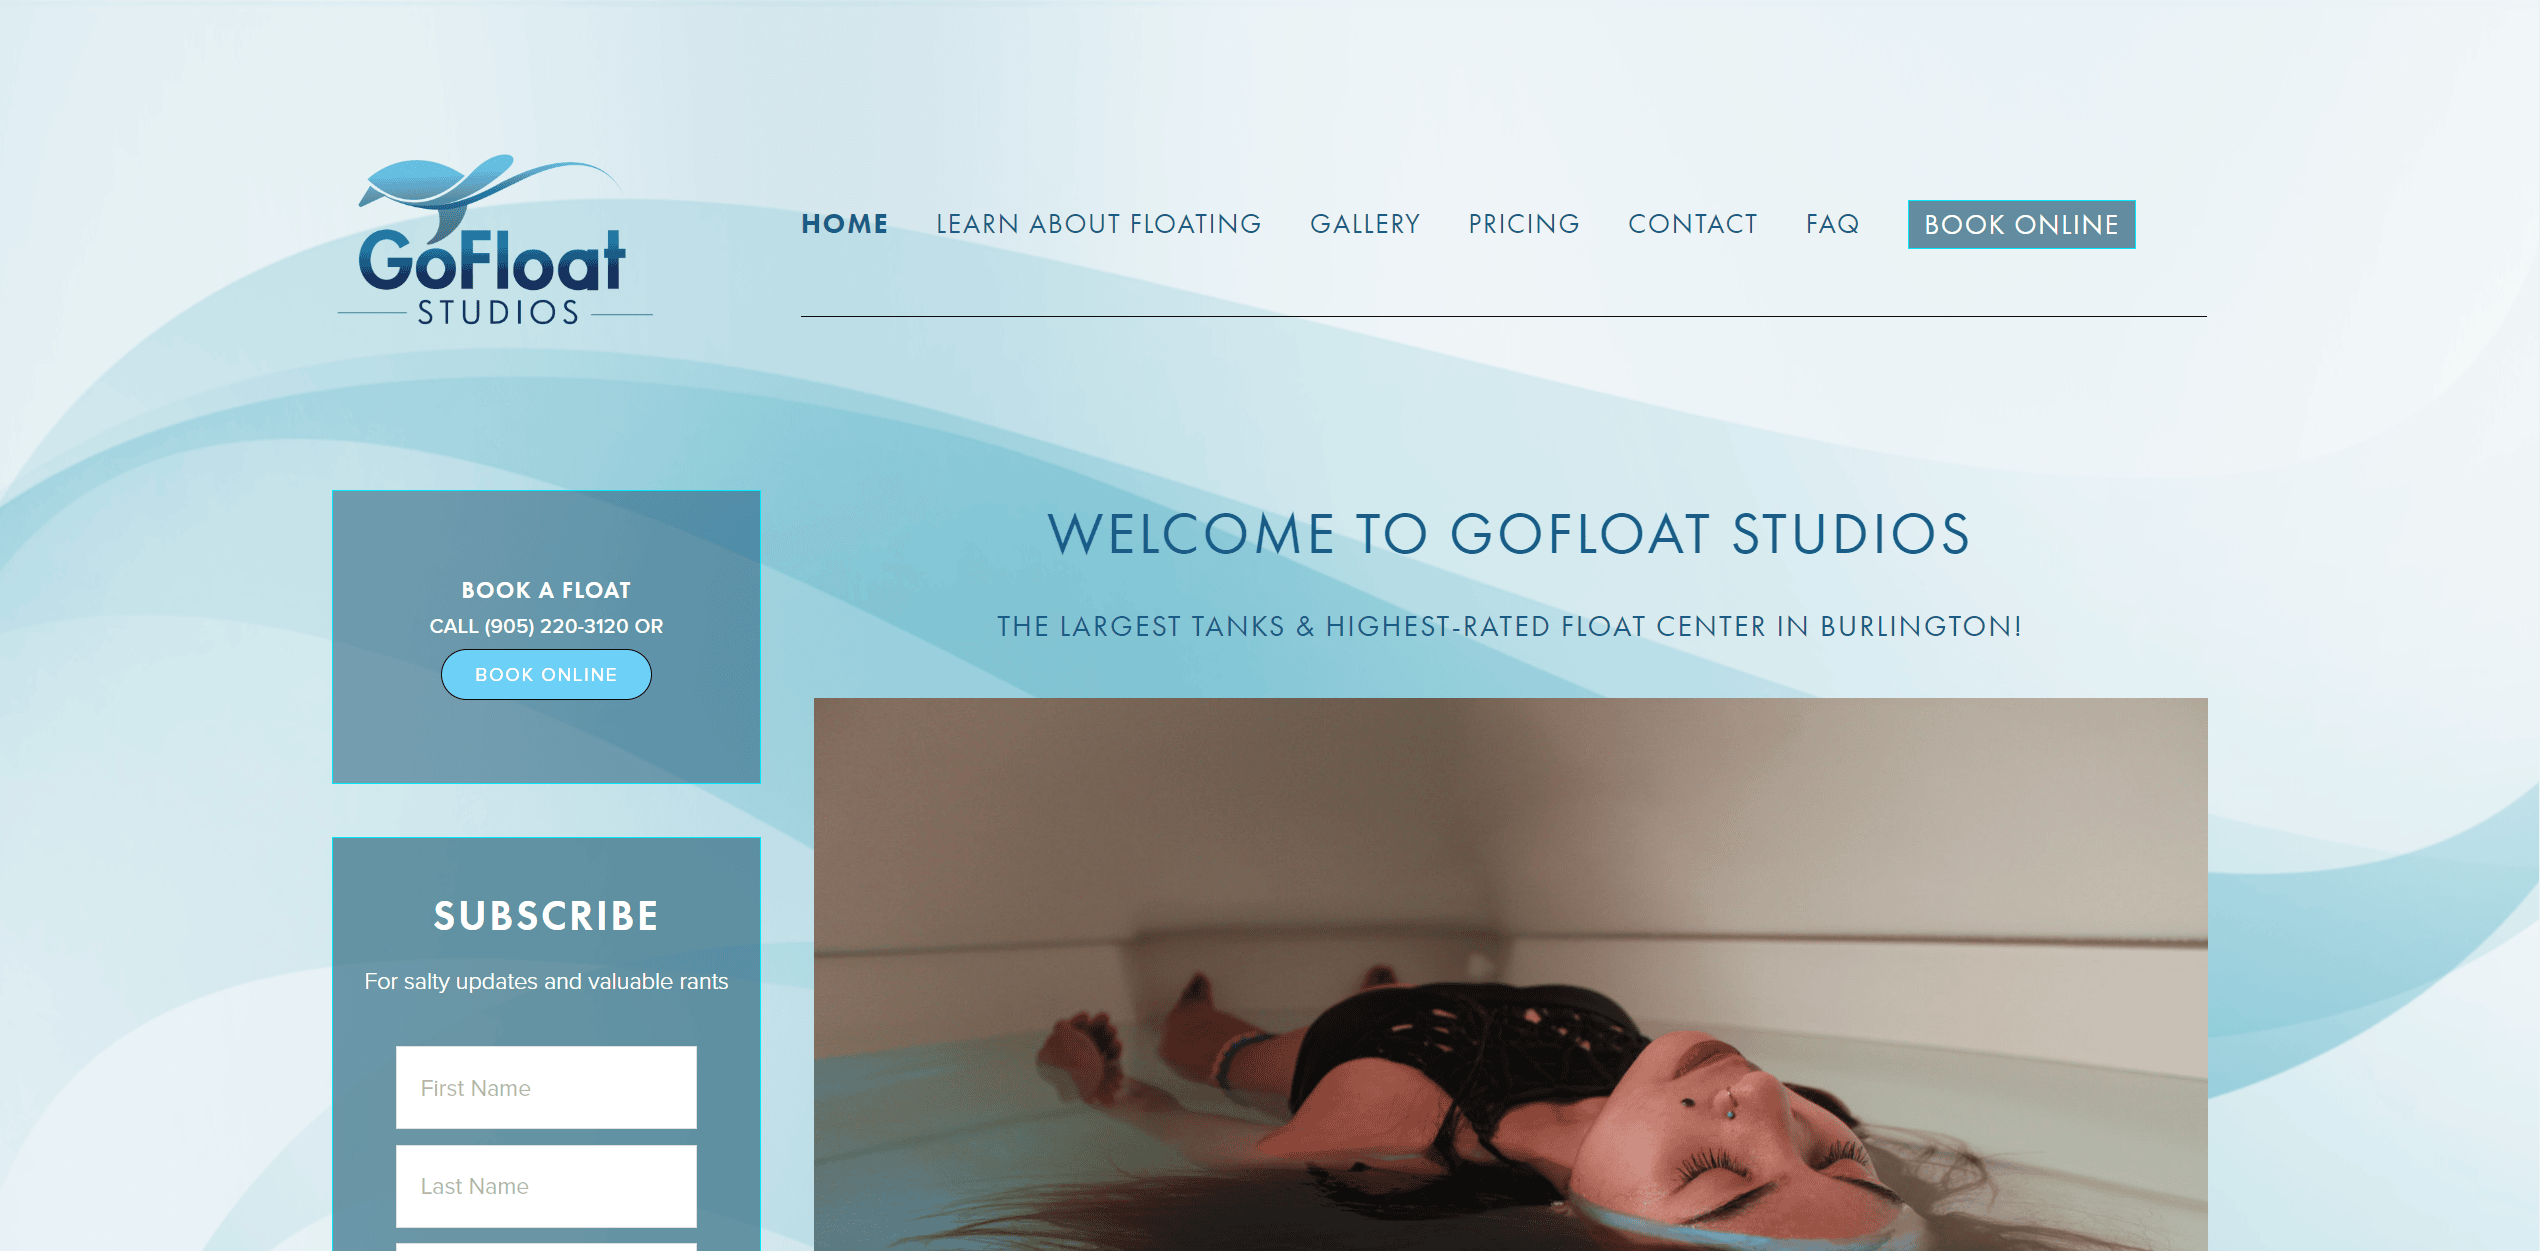 GoFloat
STUDIOS
HOME LEARN ABOUT FLOATING GALLERY PRICING CONTACT FAQ BOOK ONLINE
BOOK A FLOAT
CALL (905) 220-3120 OR
BOOK ONLINE
SUBSCRIBE
For salty updates and valuable rants
First Name
Last Name
WELCOME TO GOFLOAT STUDIOS
THE LARGEST TANKS & HIGHEST-RATED FLOAT CENTER IN BURLINGTON!